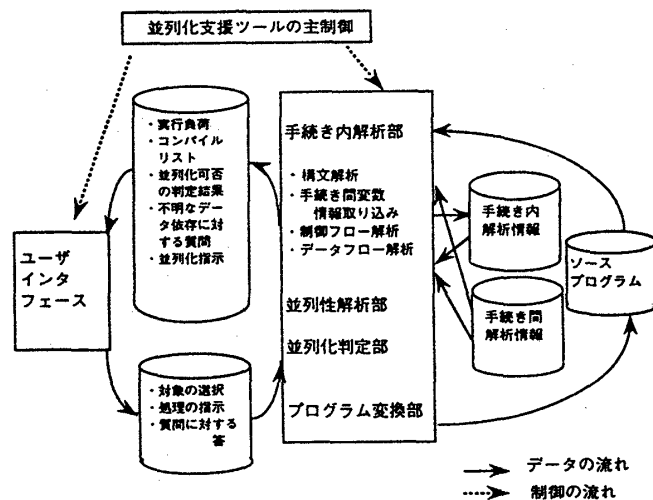 並列化支援ツールの主制御
・実行負荷
・コンパイル
リスト
・並列化可否
の判定結果
・不明なデー
タ依存に対
する質問
・並列化指示
手続き内解析部
・構文解析
・手続き間変数
情報取り込み
・制御フロー解析
・データフロー解析
並列性解析部
並列化判定部
プログラム変換部
手続き内
解析情報
手続き間
解析情報
ソース
プログラム
ユーザ
インタ
フェース
・対象の選択
・処理の指示
・質問に対する
答
データの流れ
制御の流れ